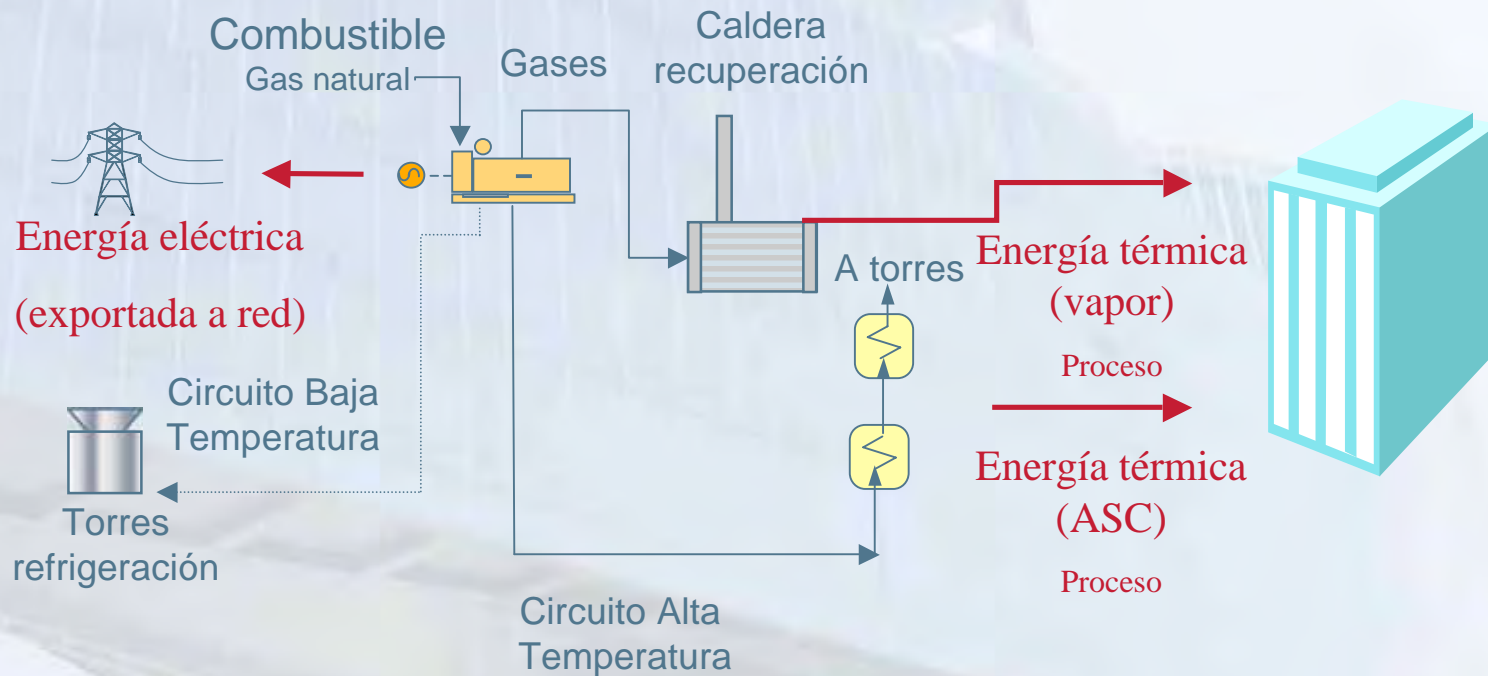 Combustible
Gas natural
Gases
Caldera
recuperación
Energía eléctrica
(exportada a red)
A torres
Energía térmica
(vapor)
Proceso
Circuito Baja
Temperatura
Torres
refrigeración
Energía térmica
(ASC)
Proceso
Circuito Alta
Temperatura